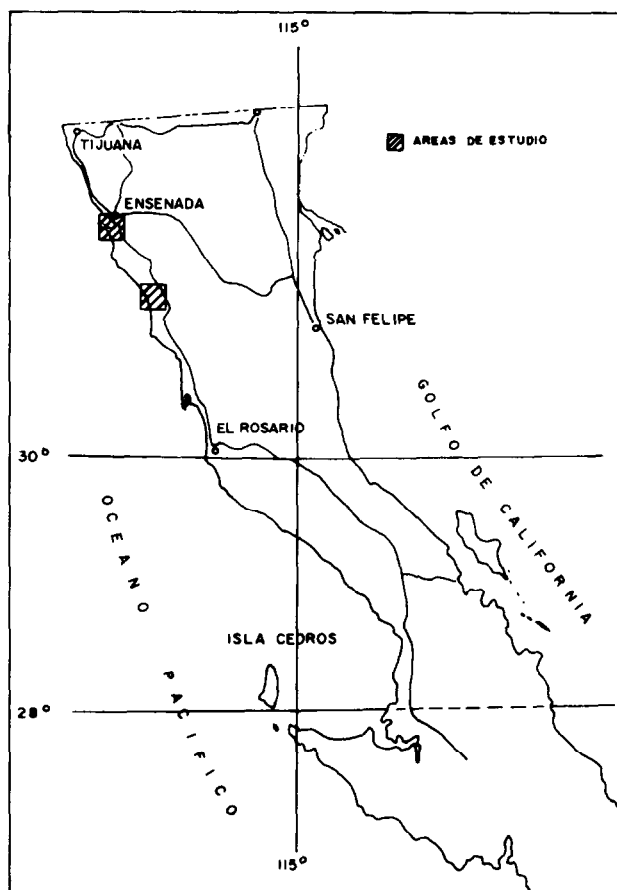 115°
TIJUANA
AREAS DE ESTUDIO
ENSENADA
SAN FELIPE
GOLFO DE CALIFORNIA
EL ROSARIO
30°
OCEANO PACIFICO
ISLA CEDROS
28°
115°